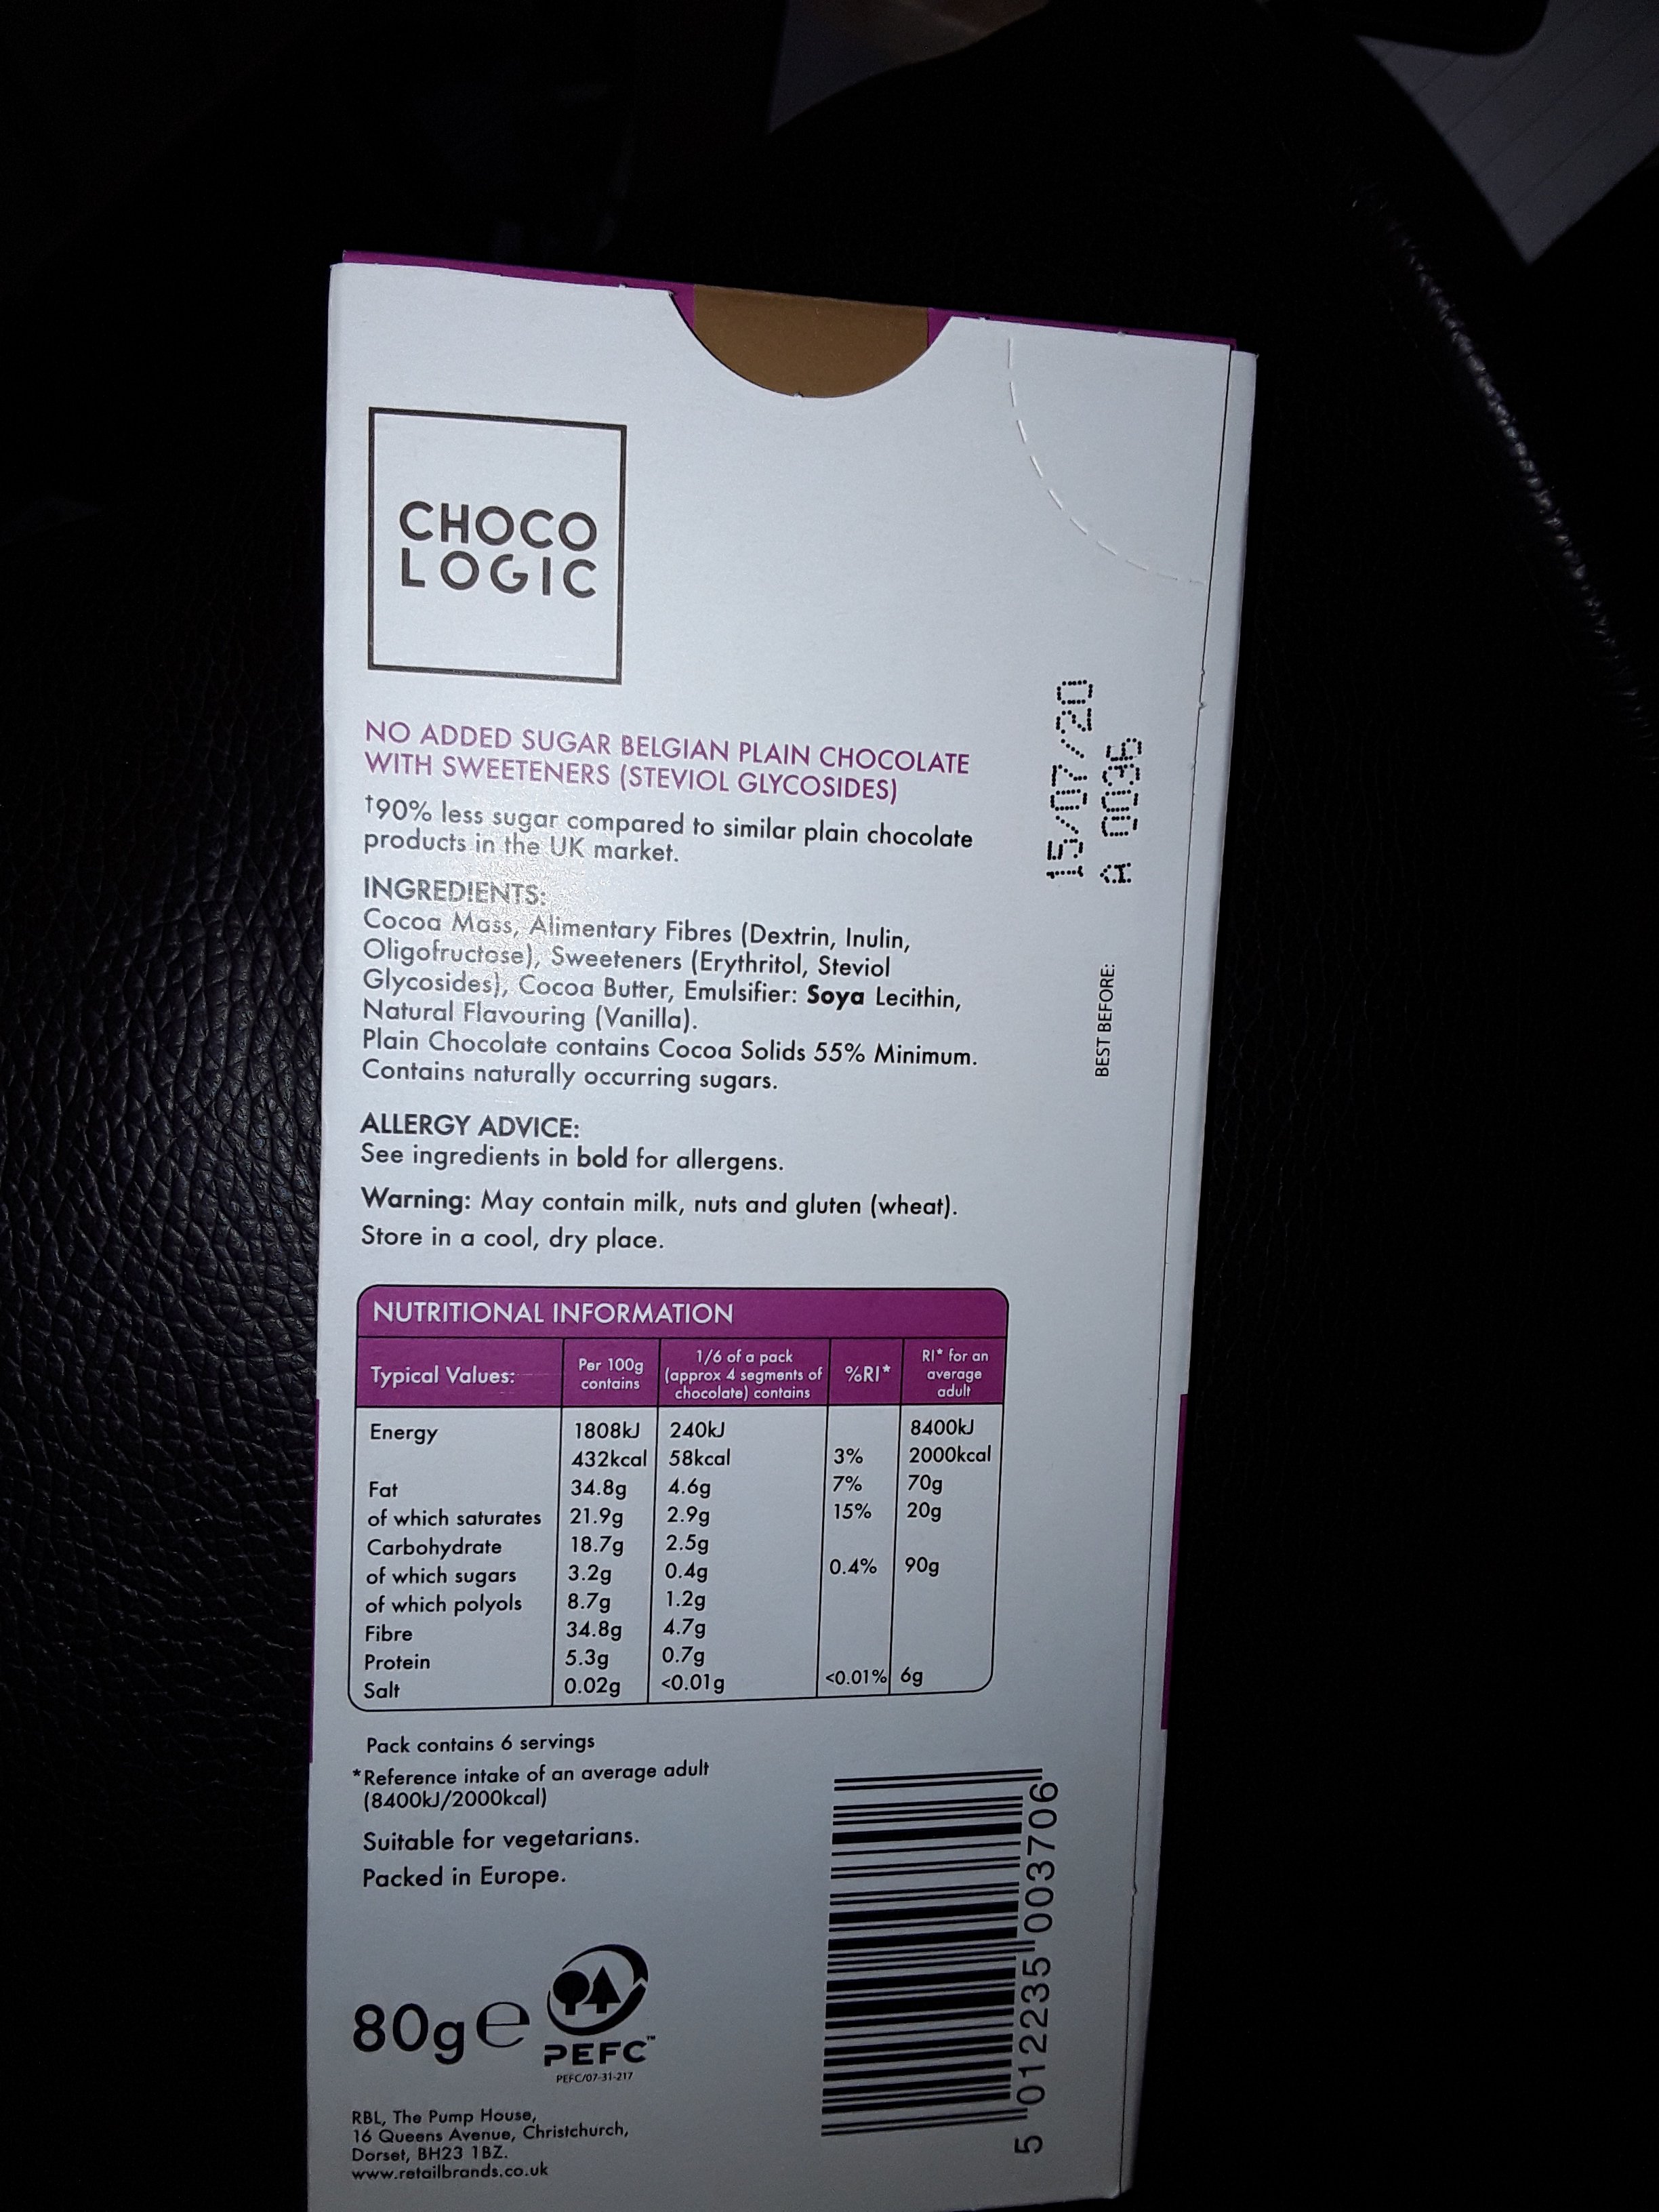 CHOCO
LOGIC
NO ADDED SUGAR BELGIAN PLAIN CHOCOLATE
WITH SWEETENERS (STEVIOL GLYCOSIDES)
†90% less sugar compared to similar plain chocolate
products in the UK market.
INGREDIENTS:
Cocoa Mass, Alimentary Fibres (Dextrin, Inulin,
Oligofructose), Sweeteners (Erythritol, Steviol
Glycosides), Cocoa Butter, Emulsifier: Soya Lecithin,
Natural Flavouring (Vanilla).
Plain Chocolate contains Cocoa Solids 55% Minimum.
Contains naturally occurring sugars.
ALLERGY ADVICE:
See ingredients in bold for allergens.
Warning: May contain milk, nuts and gluten (wheat).
Store in a cool, dry place.
BEST BEFORE:
15/07/20
A 0035
NUTRITIONAL INFORMATION
Typical Values: Per 100g contains 1/6 of a pack (approx 4 segments of chocolate) contains %RI* RI* for an average adult
Energy 1808kJ 240kJ 8400kJ
432kcal 58kcal 3% 2000kcal
Fat 34.8g 4.6g 7% 70g
of which saturates 21.9g 2.9g 15% 20g
Carbohydrate 18.7g 2.5g
of which sugars 3.2g 0.4g 0.4% 90g
of which polyols 8.7g 1.2g
Fibre 34.8g 4.7g
Protein 5.3g 0.7g
Salt 0.02g <0.01g <0.01% 6g
Pack contains 6 servings
*Reference intake of an average adult
(8400kJ/2000kcal)
Suitable for vegetarians.
Packed in Europe.
80g e
PEFC™
PEFC/07-31-217
RBL, The Pump House,
16 Queens Avenue, Christchurch,
Dorset, BH23 1BZ.
www.retailbrands.co.uk
5 012235 003706